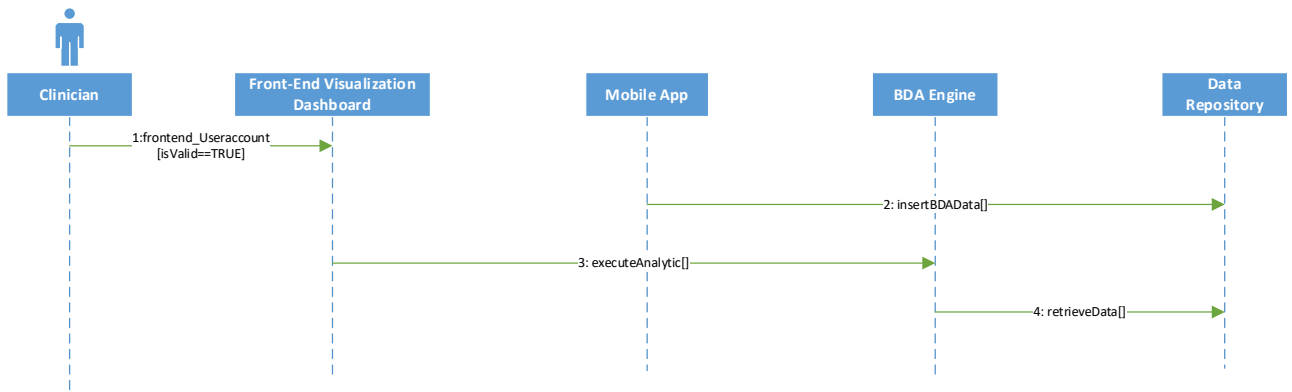 Clinician
Front-End Visualization
Dashboard
Mobile App
BDA Engine
Data
Repository
1:frontend_Useraccount
[isValid==TRUE]
2: insertBDAData[]
3: executeAnalytic[]
4: retrieveData[]